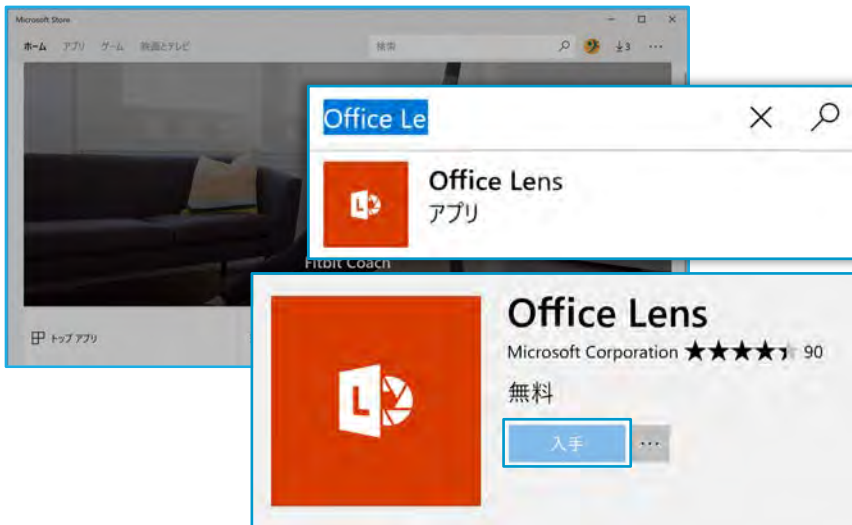 Microsoft Store
ホーム アプリ ゲーム 映画とテレビ 検索 3 ...
Office Le
Office Lens
アプリ
Fitbit Coach
トップ アプリ
L
Office Lens
Microsoft Corporation ★★★★★ 90
無料
入手 ...
L